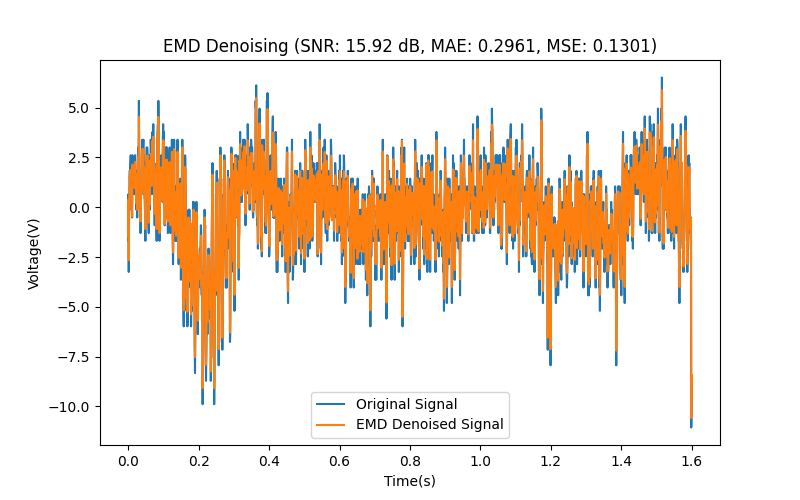 EMD Denoising (SNR: 15.92 dB, MAE: 0.2961, MSE: 0.1301)
5.0
2.5
0.0
−2.5
−5.0
−7.5
−10.0
Voltage(V)
Original Signal
EMD Denoised Signal
0.0 0.2 0.4 0.6 0.8 1.0 1.2 1.4 1.6
Time(s)